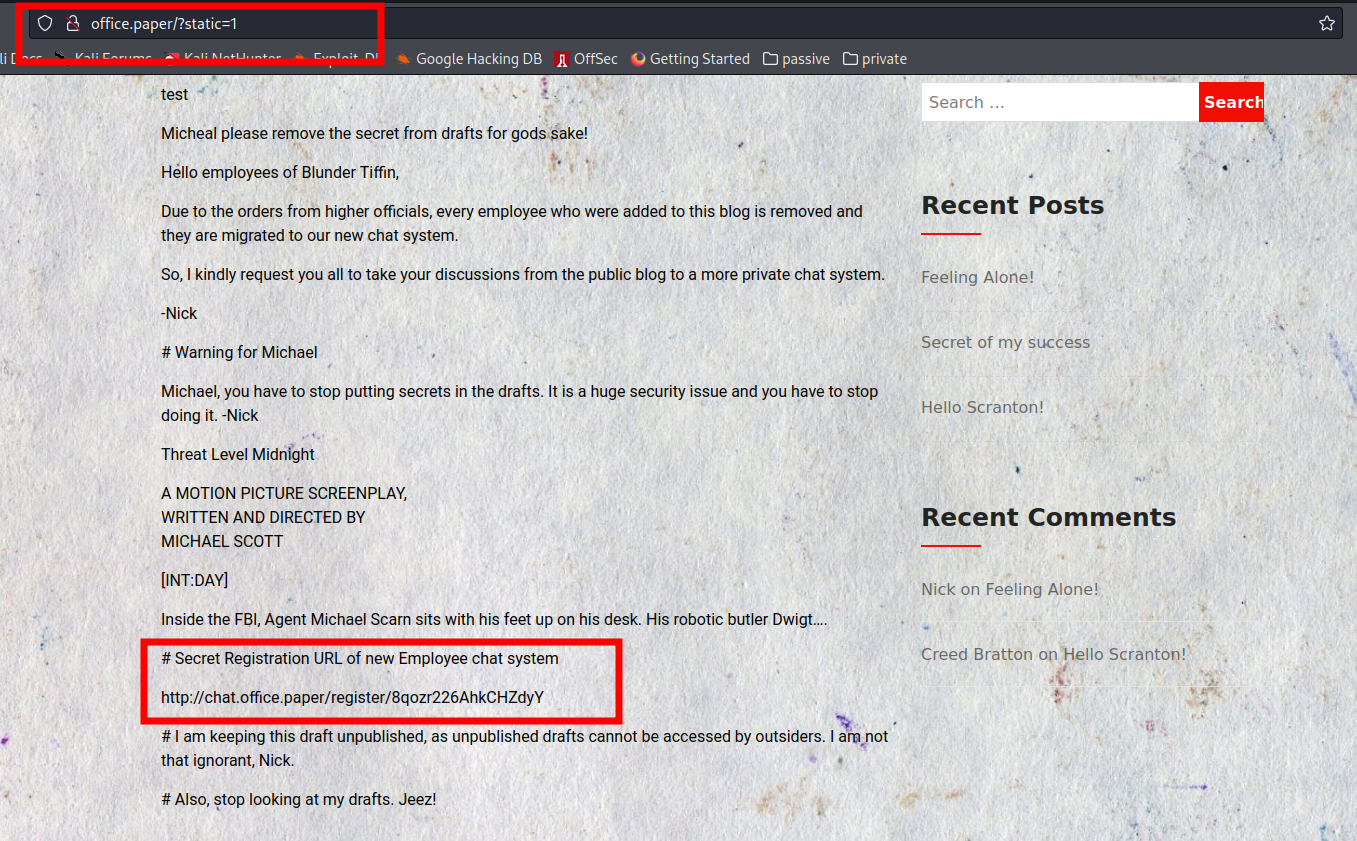 office.paper/?static=1
li Docs Kali Forums Kali NetHunter Exploit-D Google Hacking DB OffSec Getting Started passive private
test
Micheal please remove the secret from drafts for gods sake!
Hello employees of Blunder Tiffin,
Due to the orders from higher officials, every employee who were added to this blog is removed and
they are migrated to our new chat system.
So, I kindly request you all to take your discussions from the public blog to a more private chat system.
-Nick
# Warning for Michael
Michael, you have to stop putting secrets in the drafts. It is a huge security issue and you have to stop
doing it. -Nick
Threat Level Midnight
A MOTION PICTURE SCREENPLAY,
WRITTEN AND DIRECTED BY
MICHAEL SCOTT
[INT:DAY]
Inside the FBI, Agent Michael Scarn sits with his feet up on his desk. His robotic butler Dwigt....
# Secret Registration URL of new Employee chat system
http://chat.office.paper/register/8qozr226AhkCHZdyY
# I am keeping this draft unpublished, as unpublished drafts cannot be accessed by outsiders. I am not
that ignorant, Nick.
# Also, stop looking at my drafts. Jeez!
Search …
Search
Recent Posts
Feeling Alone!
Secret of my success
Hello Scranton!
Recent Comments
Nick on Feeling Alone!
Creed Bratton on Hello Scranton!